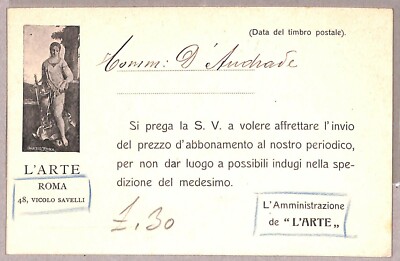 (Data del timbro postale).
Comm: D'Andrade
Si prega la S. V. a volere affrettare l'invio
del prezzo d'abbonamento al nostro periodico,
per non dar luogo a possibili indugi nella spe-
dizione del medesimo.
L'ARTE
ROMA
48, VICOLO SAVELLI
L'Amministrazione
de "L'ARTE„
1,30